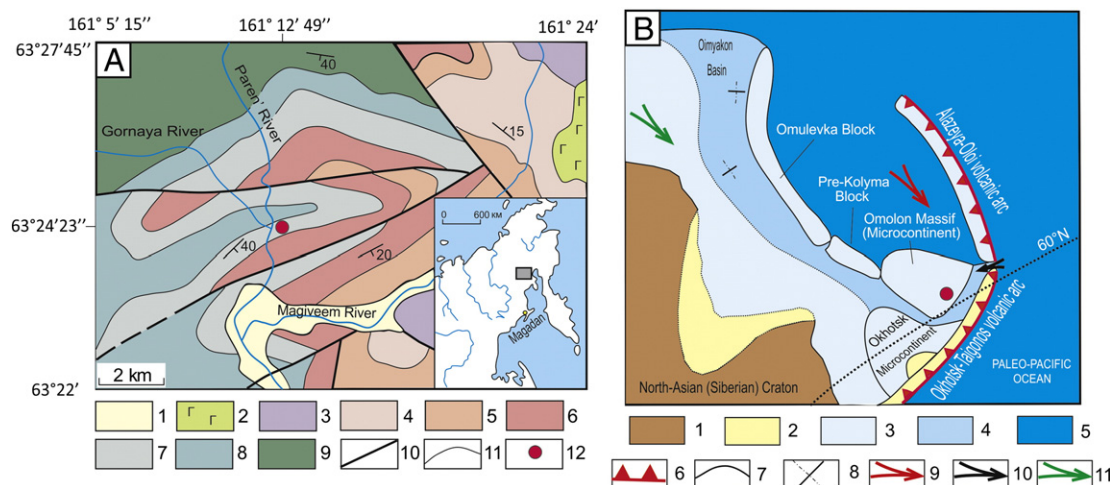 161° 5′ 15″
161° 12′ 49″
161° 24′
63°27′45″
63°24′23″
63°22′
A
40
Paren' River
Gornaya River
15
40
20
Magiveem River
2 km
0 600 KM
Magadan
1 2 3 4 5 6
7 8 9 10 11 12
B
Oimyakon
Basin
Omulevka Block
Pre-Kolyma
Block
Omolon Massif
(Microcontinent)
Alazeya-Oloi volcanic arc
60°N
Okhotsk
Microcontinent
Okhotsk-Taigonos volcanic arc
North-Asian (Siberian) Craton
PALEO-PACIFIC
OCEAN
1 2 3 4 5
6 7 8 9 10 11